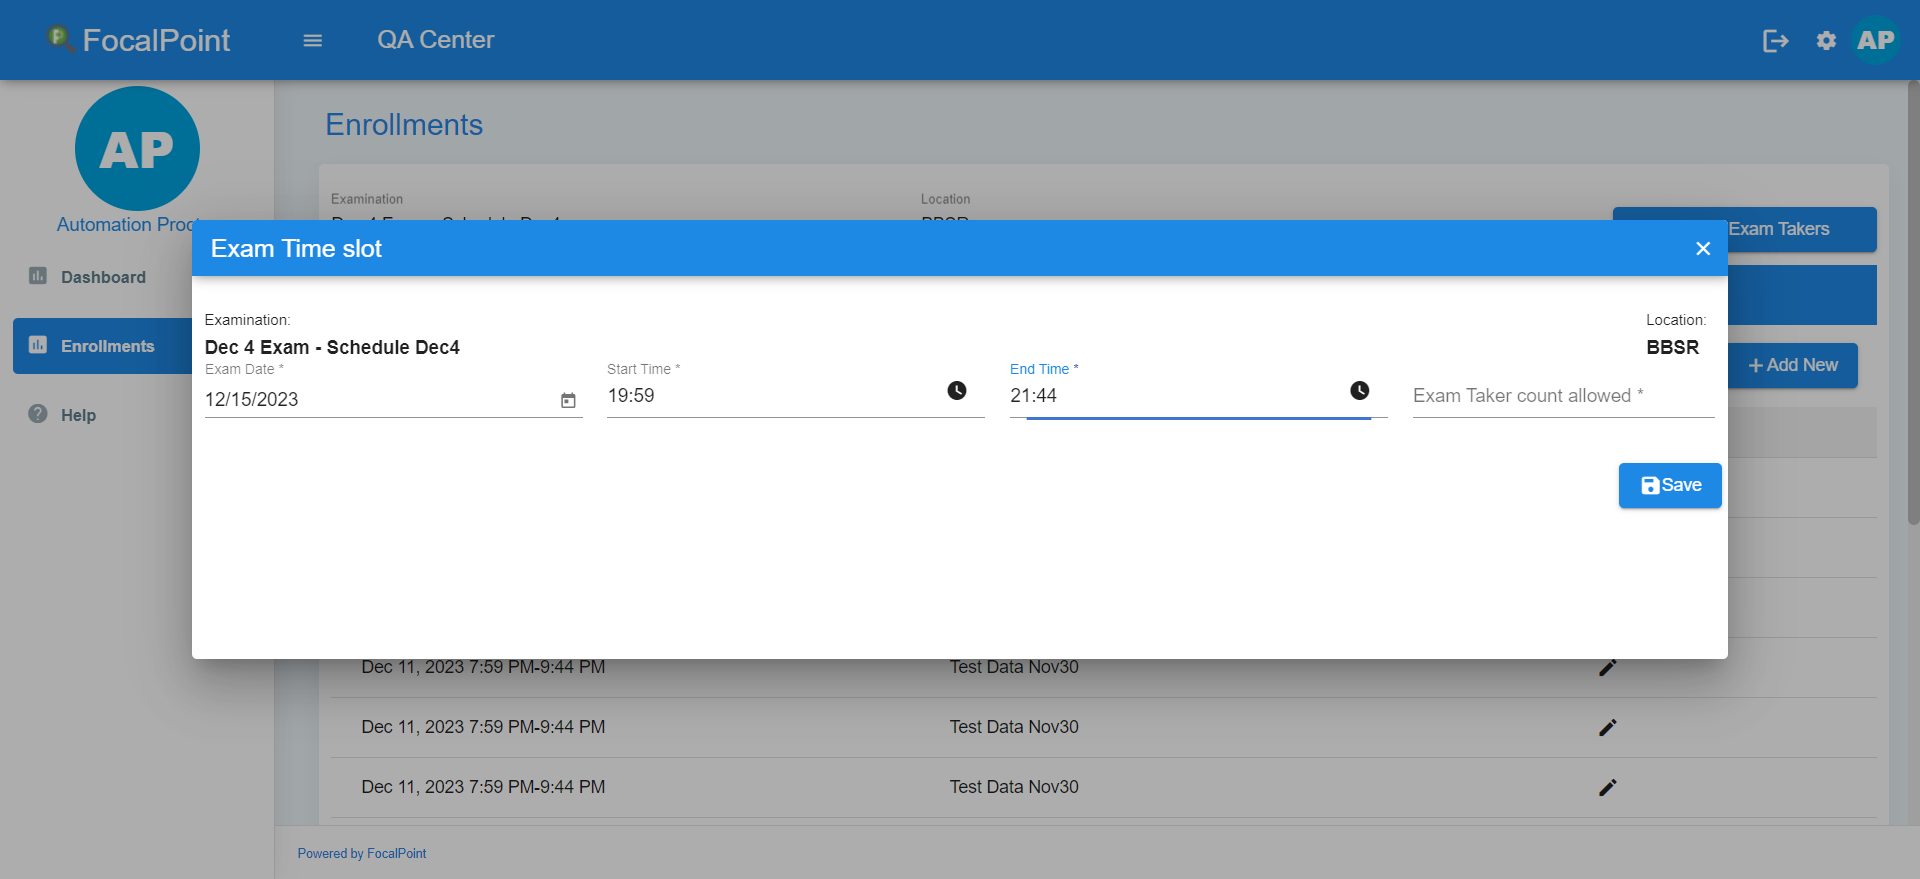 FocalPoint
QA Center
AP
AP
Automation
Dashboard
Enrollments
Help
Enrollments
Examination
Location
Exam Takers
Exam Time slot
Examination:
Location:
Dec 4 Exam - Schedule Dec4
BBSR
Exam Date *
Start Time *
End Time *
12/15/2023
19:59
21:44
Exam Taker count allowed *
Add New
Save
Dec 11, 2023 7:59 PM-9:44 PM
Test Data Nov30
Dec 11, 2023 7:59 PM-9:44 PM
Test Data Nov30
Dec 11, 2023 7:59 PM-9:44 PM
Test Data Nov30
Powered by FocalPoint